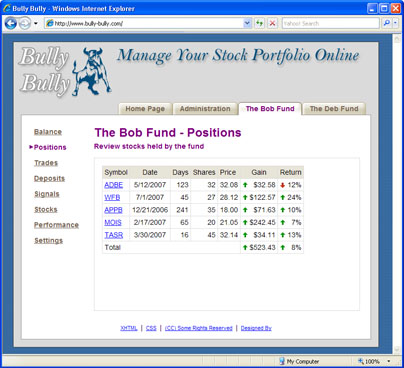 Bully Bully - Windows Internet Explorer
http://www.bully-bully.com/
Yahoo! Search
Bully Bully
Manage Your Stock Portfolio Online
Home Page Administration The Bob Fund The Deb Fund
Balance
Positions
Trades
Deposits
Signals
Stocks
Performance
Settings
The Bob Fund - Positions
Review stocks held by the fund
Symbol Date Days Shares Price Gain Return
ADBE 5/12/2007 123 32 32.08 $32.58 12%
WFB 7/1/2007 45 27 28.12 $122.57 24%
APPB 12/21/2006 241 35 18.00 $71.63 10%
MOIS 2/17/2007 65 20 21.05 $242.45 7%
TASR 3/30/2007 16 45 32.14 $34.11 13%
Total $523.43 8%
XHTML | CSS | (CC) Some Rights Reserved | Designed By
My Computer 100%